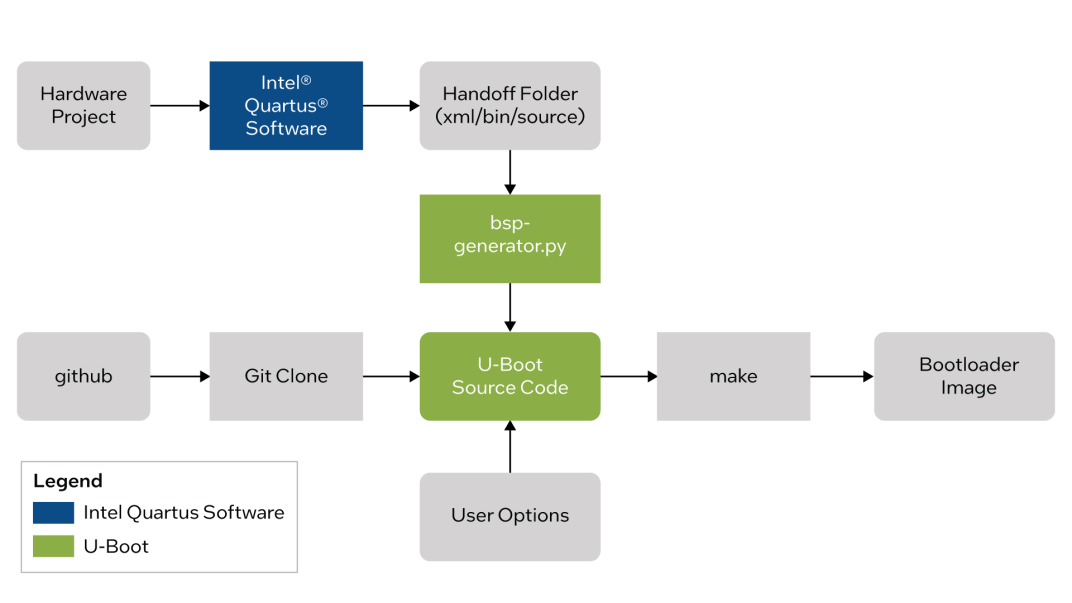 Hardware
Project
Intel®
Quartus®
Software
Handoff Folder
(xml/bin/source)
bsp-
generator.py
github
Git Clone
U-Boot
Source Code
make
Bootloader
Image
User Options
Legend
Intel Quartus Software
U-Boot